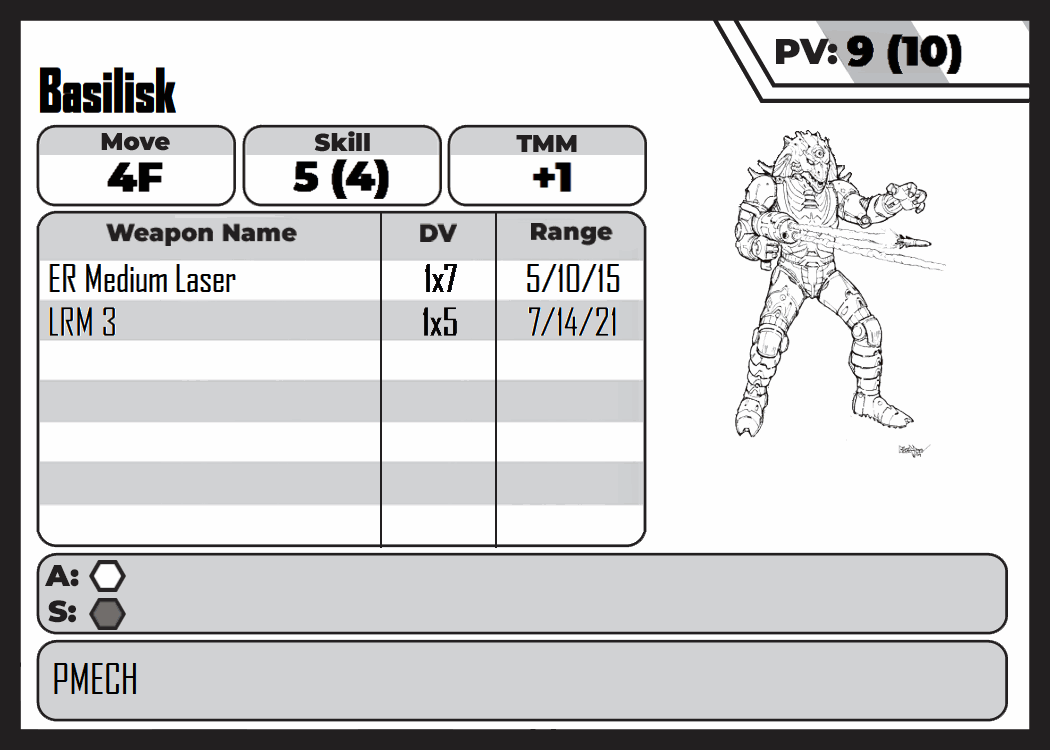 PV: 9 (10)
Basilisk
Move Skill TMM
4F 5 (4) +1
Weapon Name DV Range
ER Medium Laser 1x7 5/10/15
LRM 3 1x5 7/14/21
A:
S:
PMECH